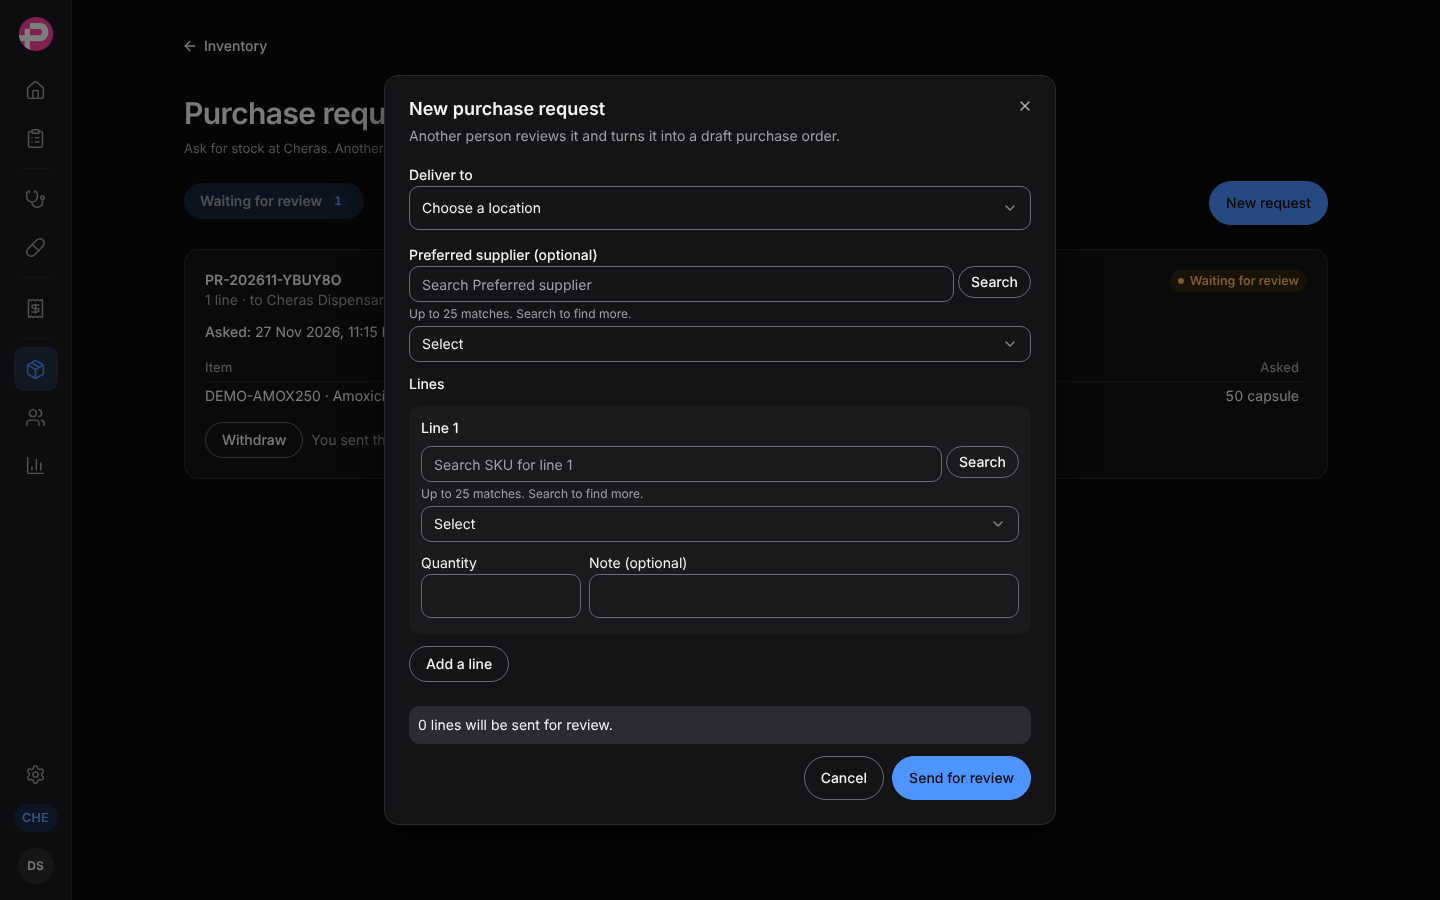 Inventory
Purchase requ
Ask for stock at Cheras. Another
Waiting for review 1
New request
PR-202611-YBUY8O
1 line · to Cheras Dispensar
Waiting for review
Asked: 27 Nov 2026, 11:15
Item
Asked
DEMO-AMOX250 · Amoxici
50 capsule
Withdraw
You sent th
New purchase request
Another person reviews it and turns it into a draft purchase order.
Deliver to
Choose a location
Preferred supplier (optional)
Search Preferred supplier
Search
Up to 25 matches. Search to find more.
Select
Lines
Line 1
Search SKU for line 1
Search
Up to 25 matches. Search to find more.
Select
Quantity
Note (optional)
Add a line
0 lines will be sent for review.
Cancel
Send for review
CHE
DS